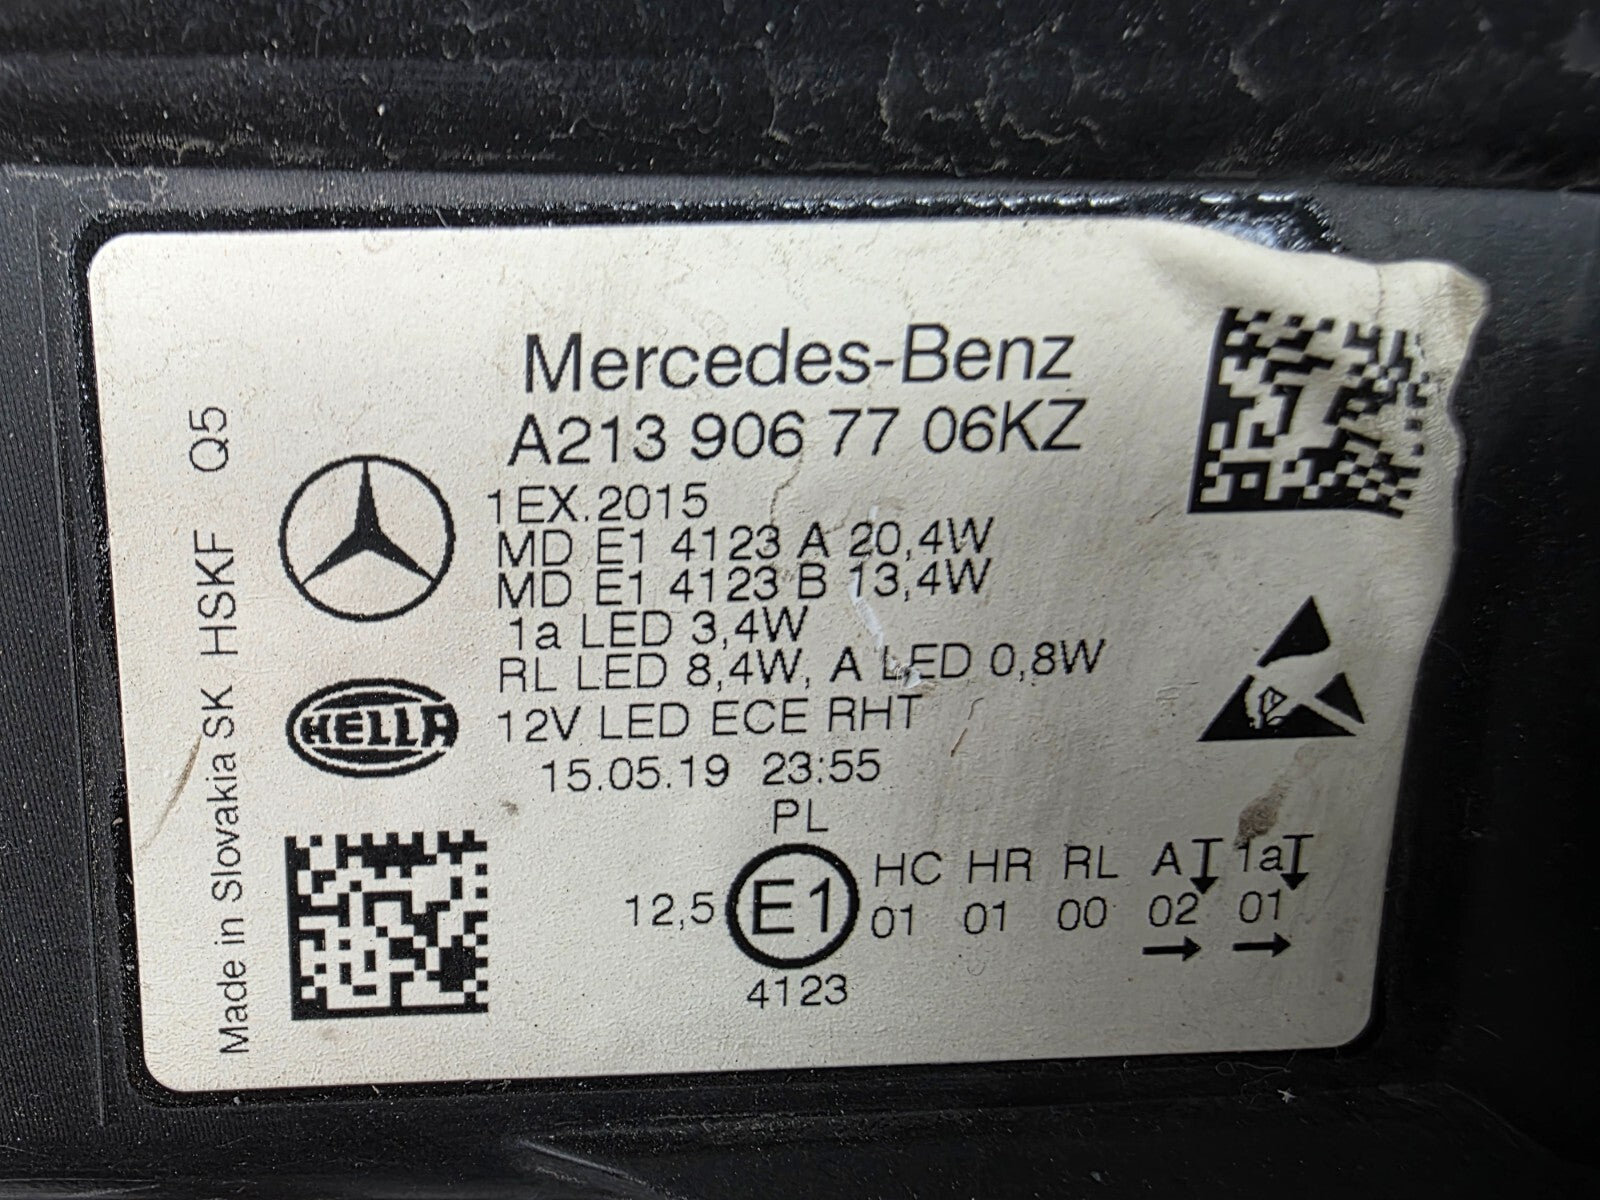 Mercedes-Benz
A213 906 77 06KZ
1EX.2015
MD E1 4123 A 20,4W
MD E1 4123 B 13,4W
1a LED 3,4W
RL LED 8,4W, A LED 0,8W
12V LED ECE RHT
15.05.19 23:55
PL
HC HR RL A 1a
12,5 E1 01 01 00 02 01
4123
HELLA
Made in Slovakia SK HSKF Q5